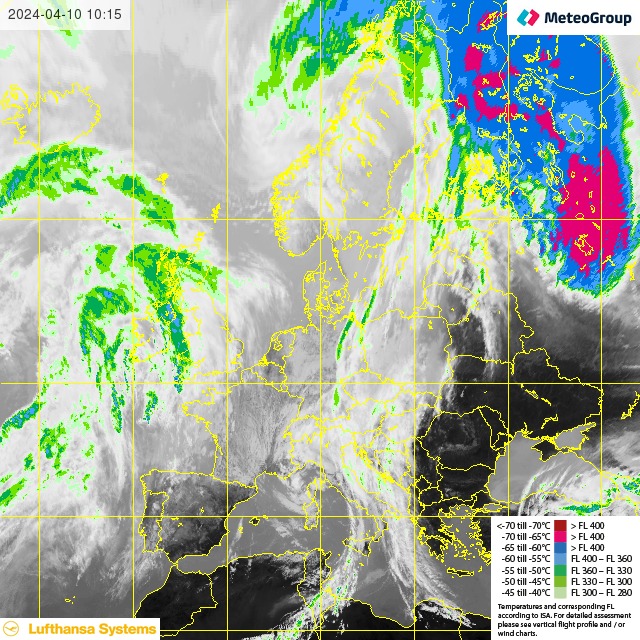 2024-04-10 10:15
MeteoGroup
<-70 till -70°C > FL 400
-70 till -65°C > FL 400
-65 till -60°C > FL 400
-60 till -55°C FL 400 – FL 360
-55 till -50°C FL 360 – FL 330
-50 till -45°C FL 330 – FL 300
-45 till -40°C FL 300 – FL 280
Temperatures and corresponding FL
according to ISA. For detailed assessment
please see vertical flight profile and / or
wind charts.
Lufthansa Systems